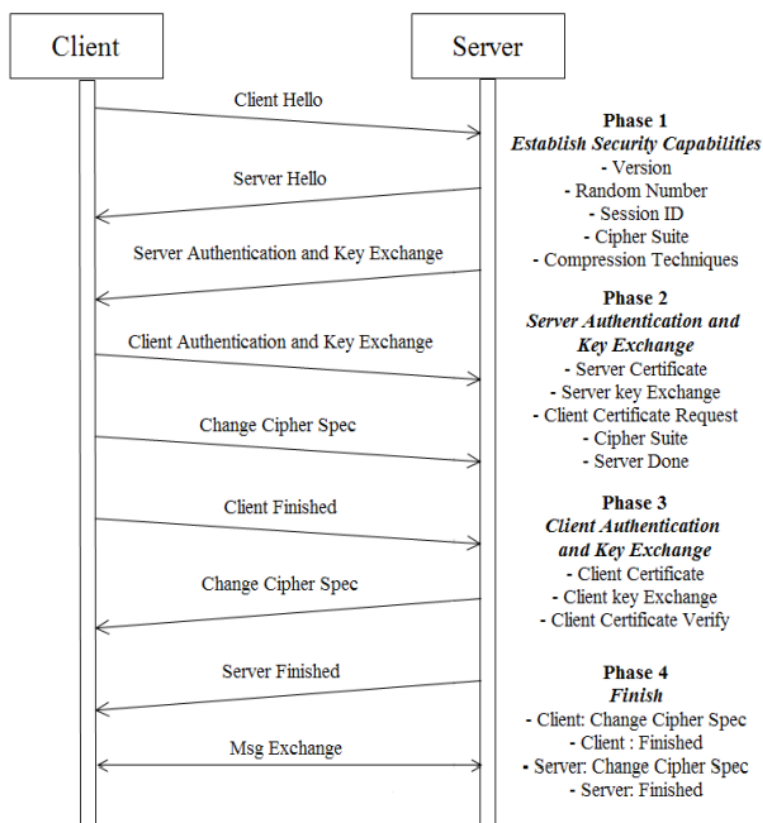 Client
Server
Client Hello
Server Hello
Server Authentication and Key Exchange
Client Authentication and Key Exchange
Change Cipher Spec
Client Finished
Change Cipher Spec
Server Finished
Msg Exchange
Phase 1
Establish Security Capabilities
- Version
- Random Number
- Session ID
- Cipher Suite
- Compression Techniques
Phase 2
Server Authentication and
Key Exchange
- Server Certificate
- Server key Exchange
- Client Certificate Request
- Cipher Suite
- Server Done
Phase 3
Client Authentication
and Key Exchange
- Client Certificate
- Client key Exchange
- Client Certificate Verify
Phase 4
Finish
- Client: Change Cipher Spec
- Client : Finished
- Server: Change Cipher Spec
- Server: Finished